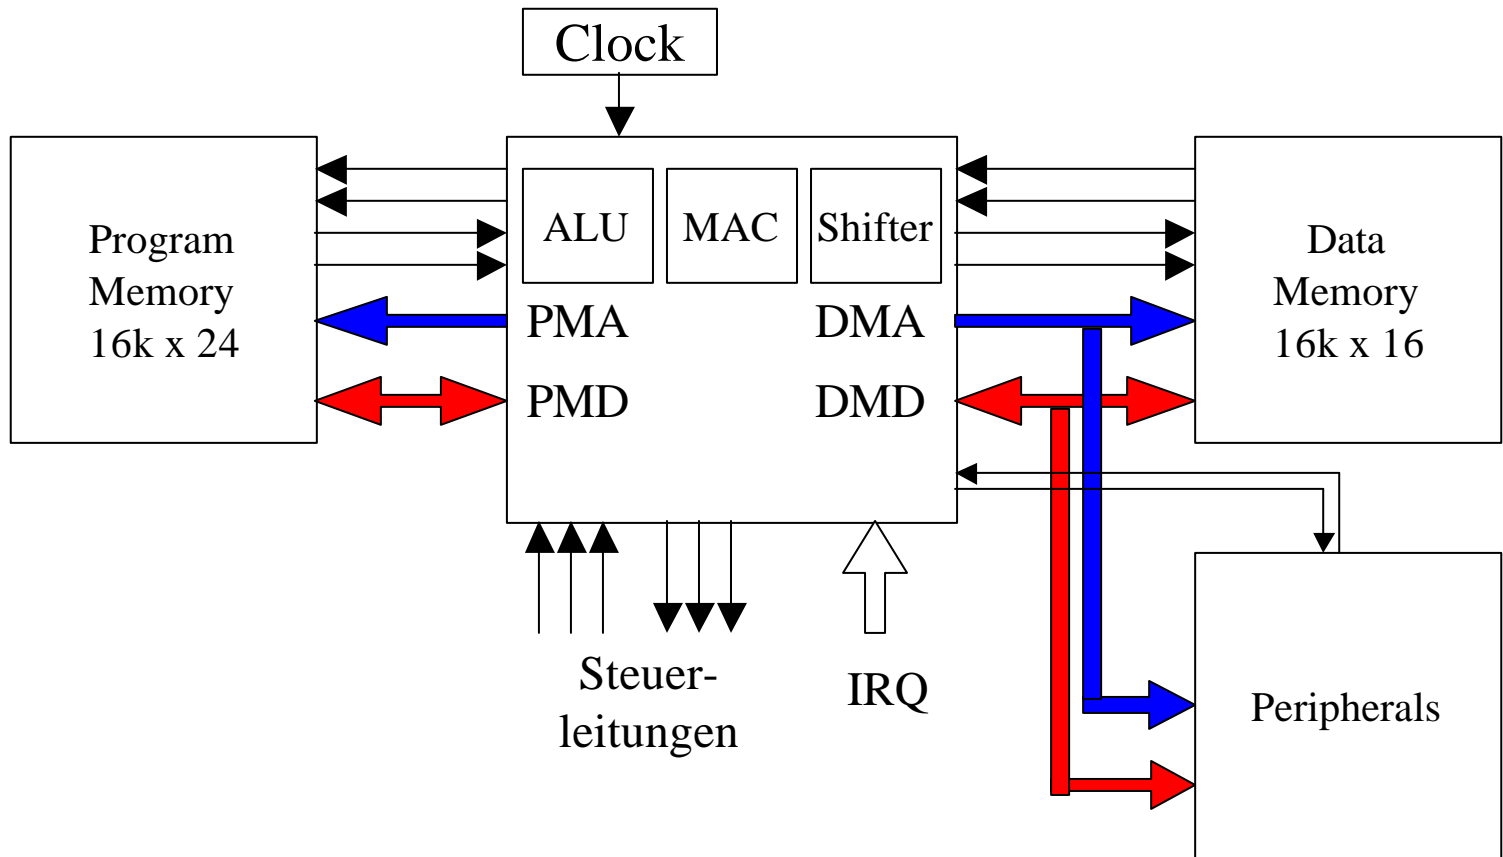 Clock
Program
Memory
16k x 24
ALU
MAC
Shifter
PMA
DMA
PMD
DMD
Data
Memory
16k x 16
Steuer-
leitungen
IRQ
Peripherals